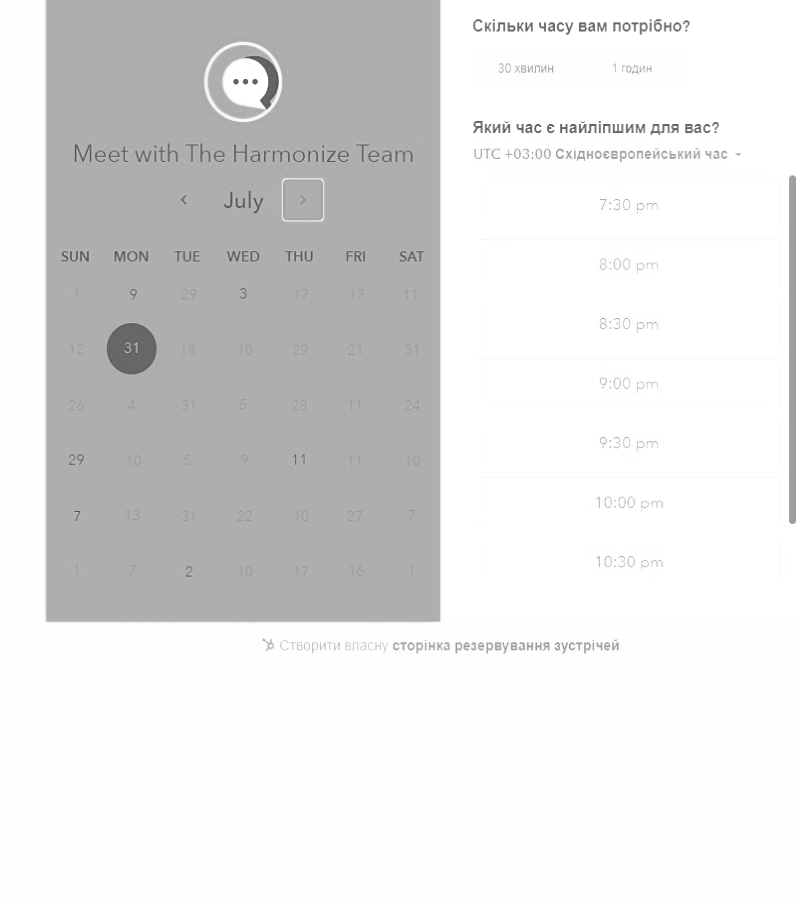 Meet with The Harmonize Team
July
SUN MON TUE WED THU FRI SAT
1 9 29 3 17 17 11
12 31 18 10 29 21 31
26 4 31 5 28 11 24
29 10 5 9 11 11 10
7 13 31 22 10 27 7
1 7 2 10 17 16 1
Скільки часу вам потрібно?
30 хвилин 1 годин
Який час є найліпшим для вас?
UTC +03:00 Східноєвропейський час
7:30 pm
8:00 pm
8:30 pm
9:00 pm
9:30 pm
10:00 pm
10:30 pm
Створити власну сторінка резервування зустрічей